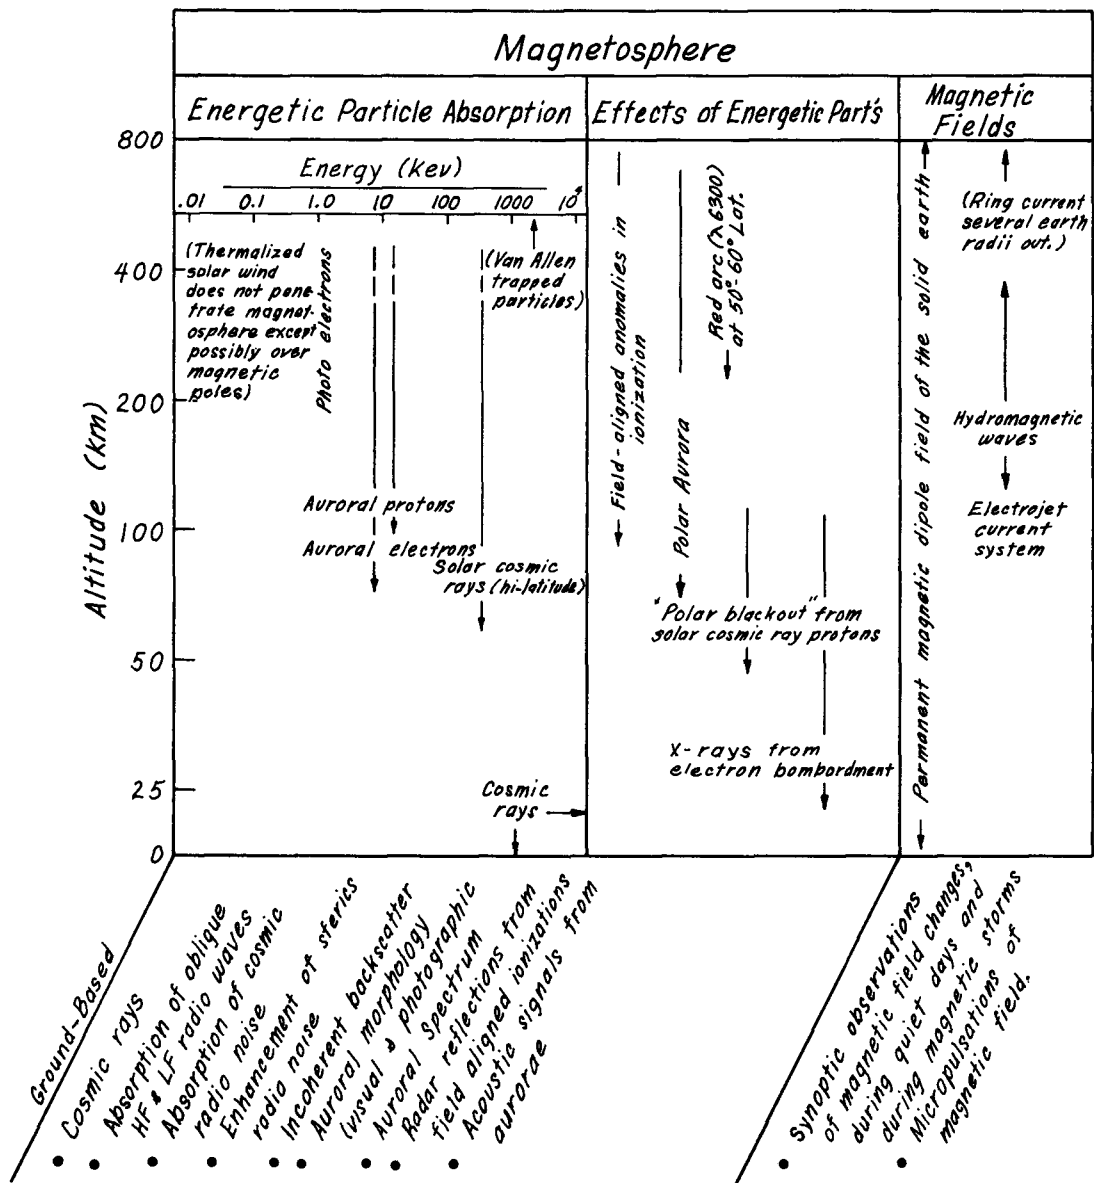 Magnetosphere
Energetic Particle Absorption
Effects of Energetic Part's
Magnetic
Fields
Altitude (km)
800
400
200
100
50
25
0
Energy (Kev)
.01 0.1 1.0 10 100 1000 10⁴
(Thermalized
solar wind
does not pene-
trate magnet-
osphere except
possibly over
magnetic
poles)
Photo electrons
(Van Allen
trapped
particles)
Auroral protons
Auroral electrons
Solar cosmic
rays (hi-latitude)
Cosmic
rays
Field-aligned anomalies in
ionization
Polar Aurora
Red arc (λ6300)
at 50°-60° Lat.
"Polar blackout" from
solar cosmic ray protons
X-rays from
electron bombordment
Permanent magnetic dipole field of the solid earth
(Ring current
several earth
radii out.)
Hydromagnetic
waves
Electrojet
current
system
Ground-Based
• Cosmic rays
• Absorption of oblique
HF & LF radio waves
• Absorption of cosmic
radio noise
• Enhancement of sferics
radio noise
• Incoherent backscatter
• Auroral morphology
(visual & photographic
• Auroral Spectrum
• Radar reflections from
field aligned ionizations
• Acoustic signals from
aurorae
• Synoptic observations
of magnetic field changes,
during quiet days and
during magnetic storms
• Micropulsations of
magnetic field.